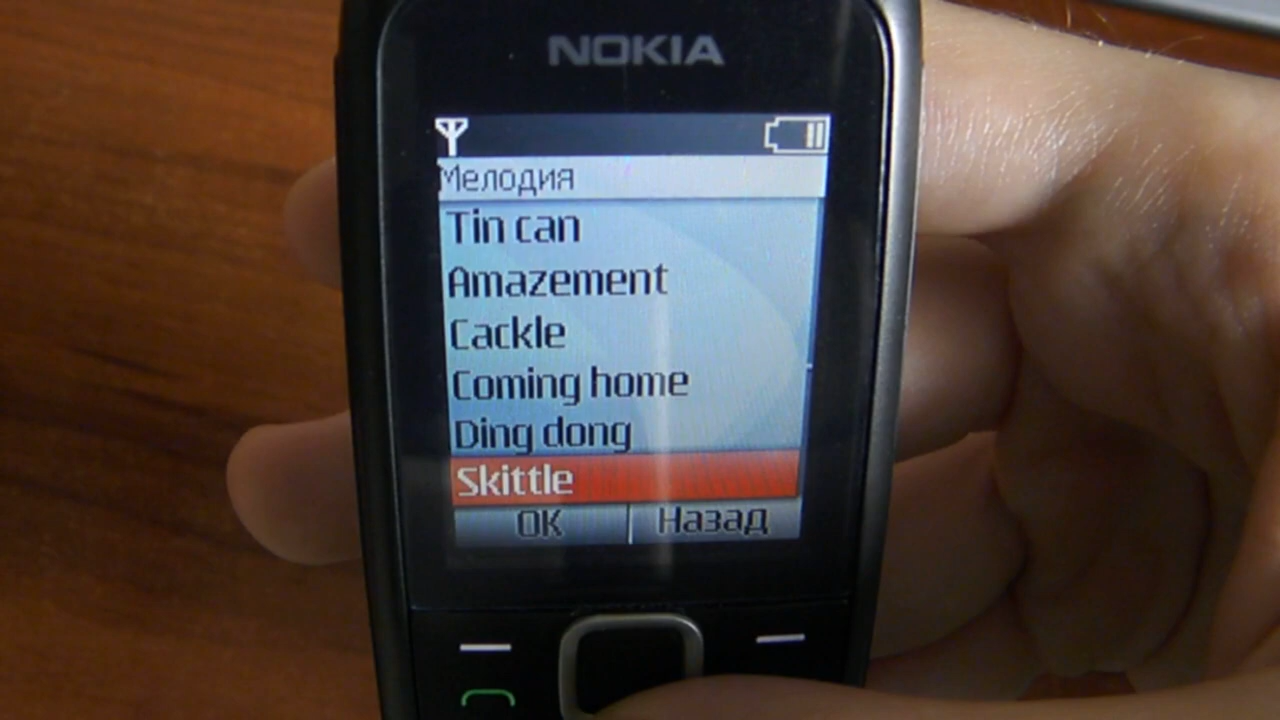 NOKIA
Мелодия
Tin can
Amazement
Cackle
Coming home
Ding dong
Skittle
OK Назад